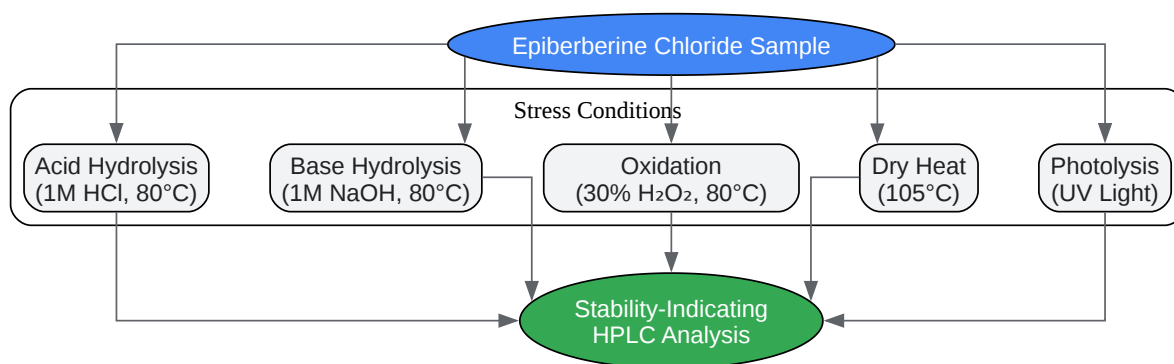 Epiberberine Chloride Sample
Stress Conditions
Acid Hydrolysis
(1M HCl, 80°C)
Base Hydrolysis
(1M NaOH, 80°C)
Oxidation
(30% H₂O₂, 80°C)
Dry Heat
(105°C)
Photolysis
(UV Light)
Stability-Indicating
HPLC Analysis